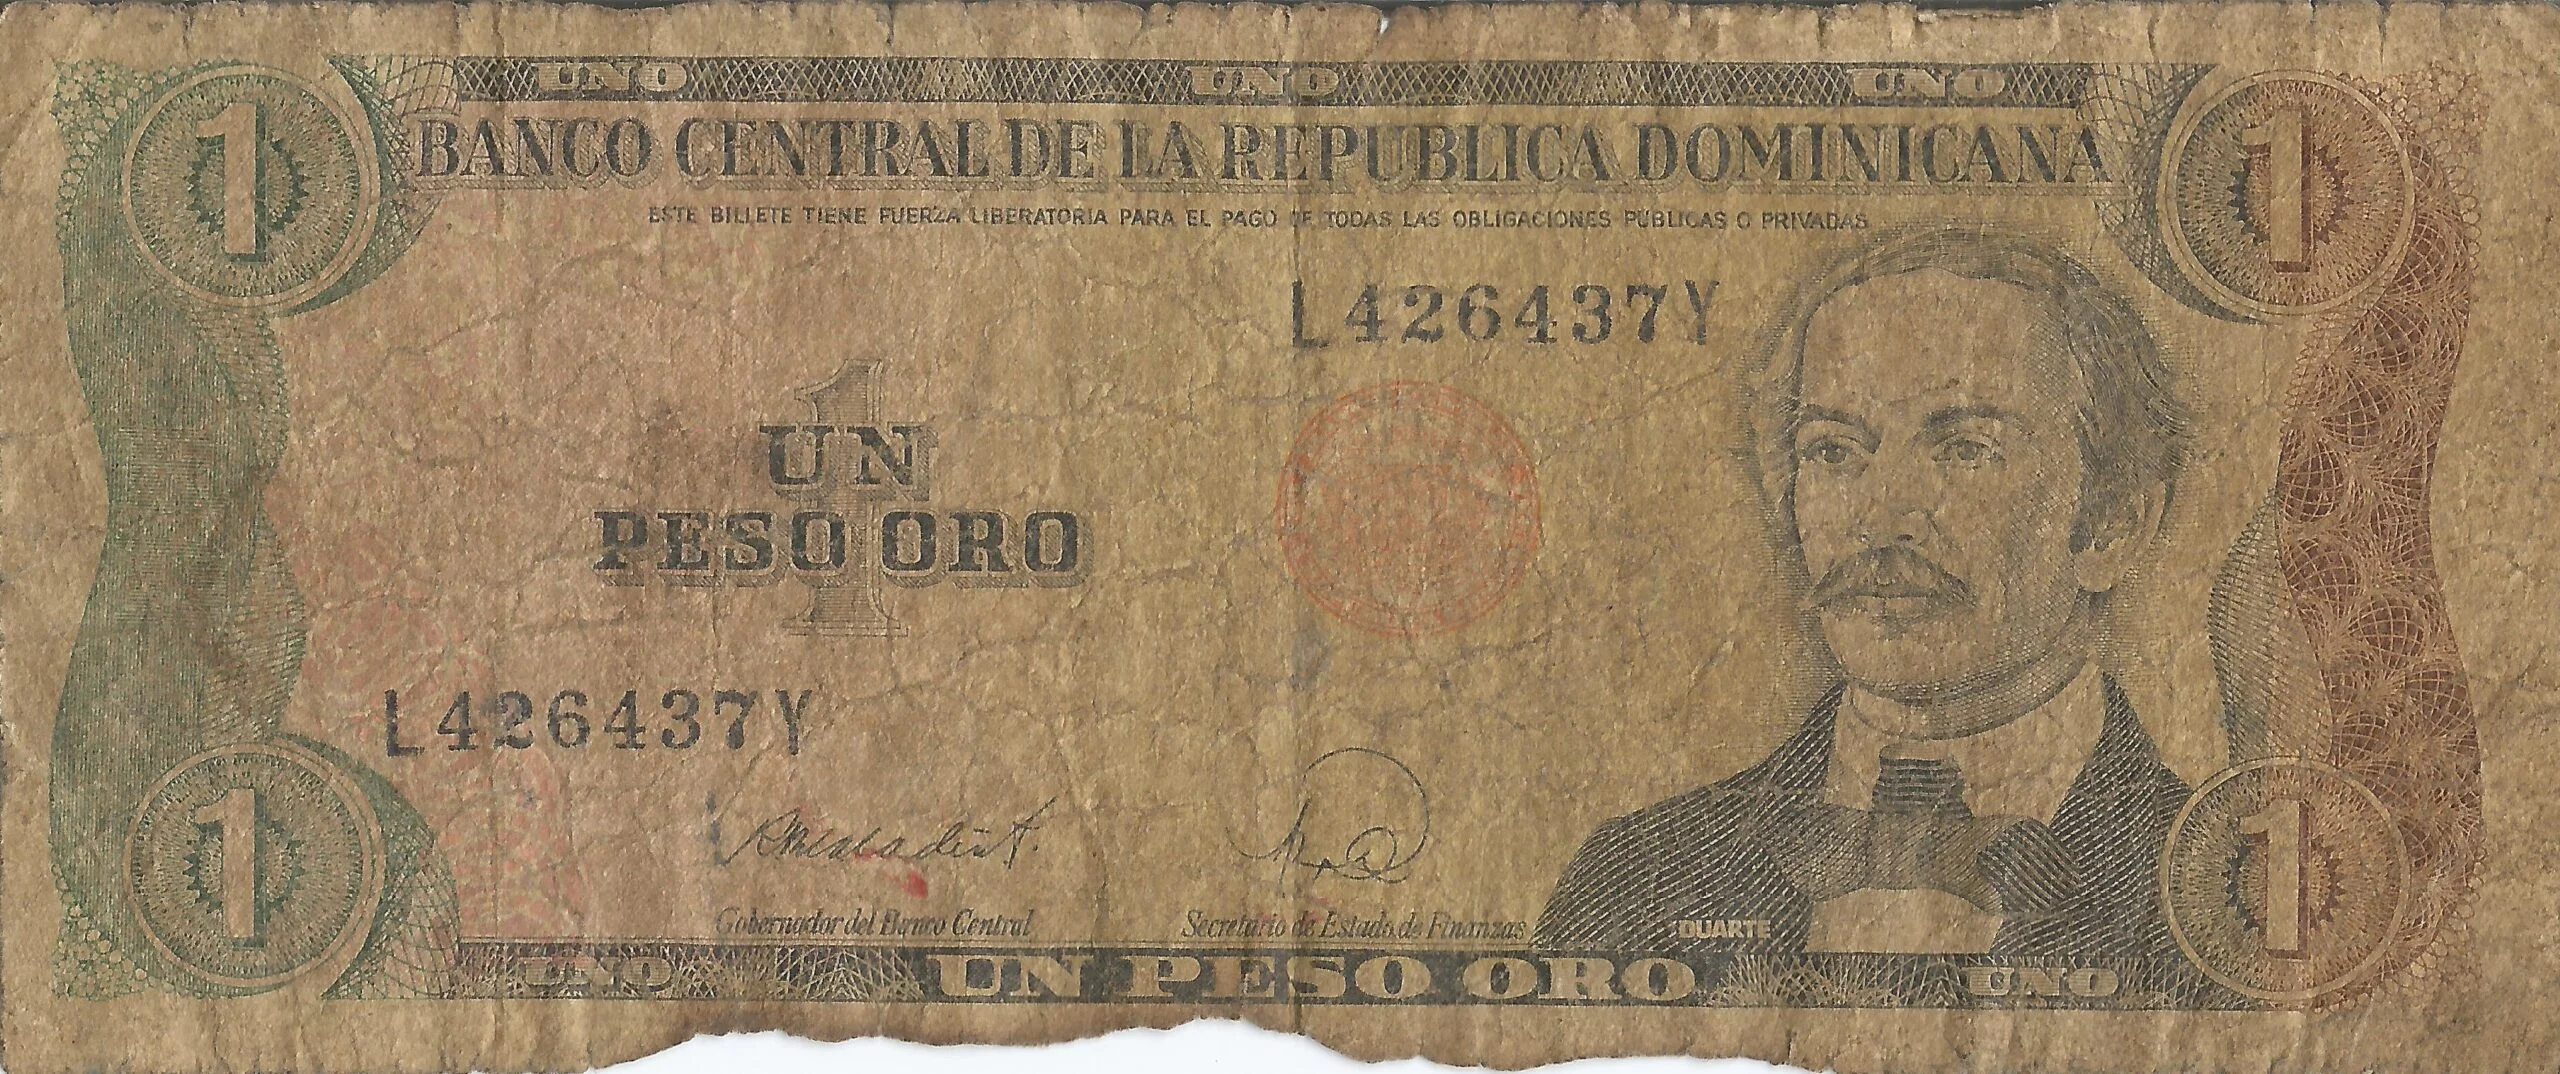 UNO UNO UNO
1 1
BANCO CENTRAL DE LA REPUBLICA DOMINICANA
ESTE BILLETE TIENE FUERZA LIBERATORIA PARA EL PAGO DE TODAS LAS OBLIGACIONES PÚBLICAS O PRIVADAS
L426437Y
1
UN
PESO ORO
L426437Y
1 1
Gobernador del Banco Central Secretario de Estado de Finanzas
DUARTE
UNO UN PESO ORO UNO